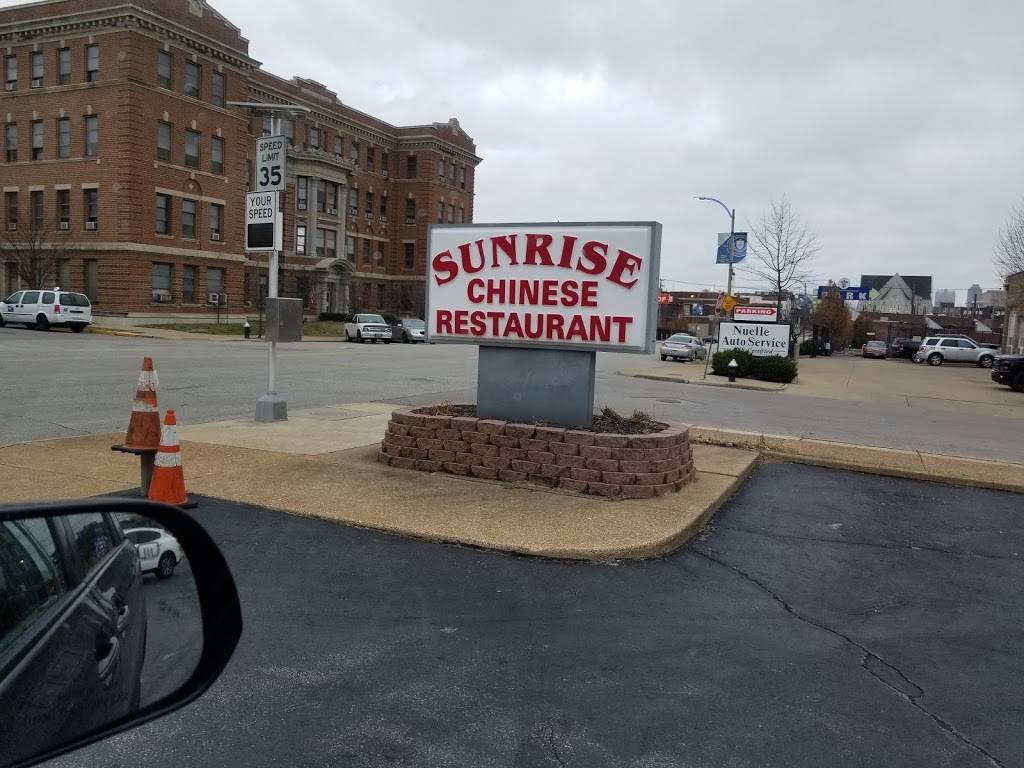 SPEED
LIMIT
35
YOUR
SPEED
SUNRISE
CHINESE
RESTAURANT
PARKING
Nuelle
Auto Service